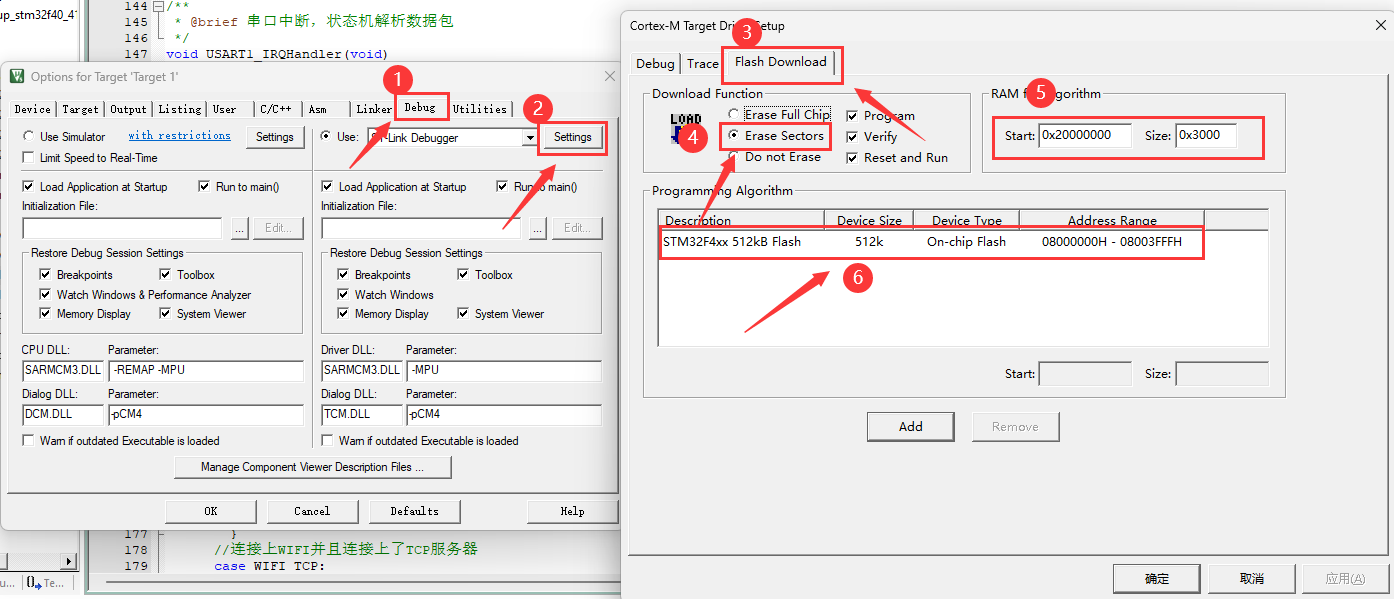 up_stm32f40_41
144 /**
145 * @brief 串口中断，状态机解析数据包
146 */
147 void USART1_IRQHandler(void)
Options for Target 'Target 1'
1
Device Target Output Listing User C/C++ Asm Linker Debug Utilities
2
Use Simulator with restrictions Settings
Use: Debugger Settings
Limit Speed to Real-Time
Load Application at Startup Run to main()
Load Application at Startup Run to main()
Initialization File:
Initialization File:
... Edit...
... Edit...
Restore Debug Session Settings
Breakpoints Toolbox
Watch Windows & Performance Analyzer
Memory Display System Viewer
Restore Debug Session Settings
Breakpoints Toolbox
Watch Windows
Memory Display System Viewer
CPU DLL: Parameter:
SARMCM3.DLL -REMAP -MPU
Dialog DLL: Parameter:
DCM.DLL -pCM4
Warn if outdated Executable is loaded
Driver DLL: Parameter:
SARMCM3.DLL -MPU
Dialog DLL: Parameter:
TCM.DLL -pCM4
Warn if outdated Executable is loaded
Manage Component Viewer Description Files ...
OK Cancel Defaults Help
177 }
178 //连接上WIFI并且连接上了TCP服务器
179 case WIFI_TCP:
u... {} Te...
Cortex-M Target Setup
3
Debug Trace Flash Download
Download Function
LOAD
4
Erase Full Chip
Erase Sectors
Do not Erase
Program
Verify
Reset and Run
RAM for Algorithm
5
Start: 0x20000000 Size: 0x3000
Programming Algorithm
Description Device Size Device Type Address Range
STM32F4xx 512kB Flash 512k On-chip Flash 08000000H - 08003FFFH
6
Start: Size:
Add Remove
确定 取消 应用(A)